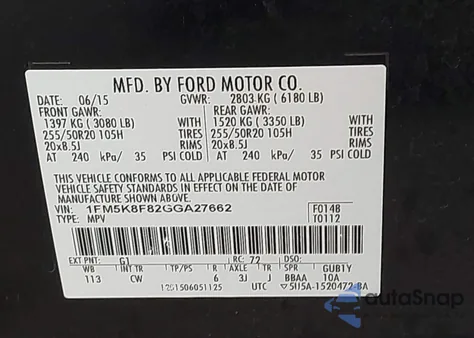 MFD. BY FORD MOTOR CO.
DATE: 06/15 GVWR: 2803 KG ( 6180 LB)
FRONT GAWR: REAR GAWR:
1397 KG ( 3080 LB) WITH 1520 KG ( 3350 LB) WITH
255/50R20 105H TIRES 255/50R20 105H TIRES
20x8.5J RIMS 20x8.5J RIMS
AT 240 kPa/ 35 PSI COLD AT 240 kPa/ 35 PSI COLD
THIS VEHICLE CONFORMS TO ALL APPLICABLE FEDERAL MOTOR
VEHICLE SAFETY STANDARDS IN EFFECT ON THE DATE OF
MANUFACTURE SHOWN ABOVE.
VIN: 1FM5K8F82GGA27662 F0148
TYPE: MPV T0112
EXT PNT: G1 RC: 72 DSO:
WB INT TR TP/PS R AXLE TR SPR GUB1Y
113 CW 6 3J J BBAA 10A
UTC ▽5U5A-1520472-BA
autoSnap